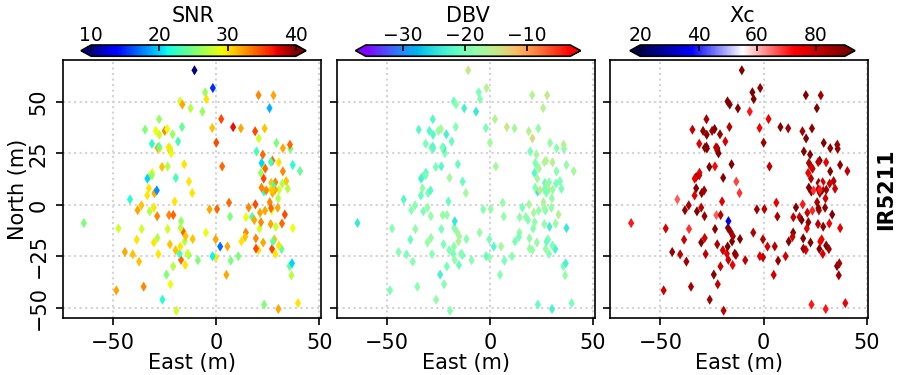 SNR DBV Xc
10 20 30 40 −30 −20 −10 20 40 60 80
North (m)
50
25
0
−25
−50
−50 0 50 −50 0 50 −50 0 50
East (m) East (m) East (m)
IR5211